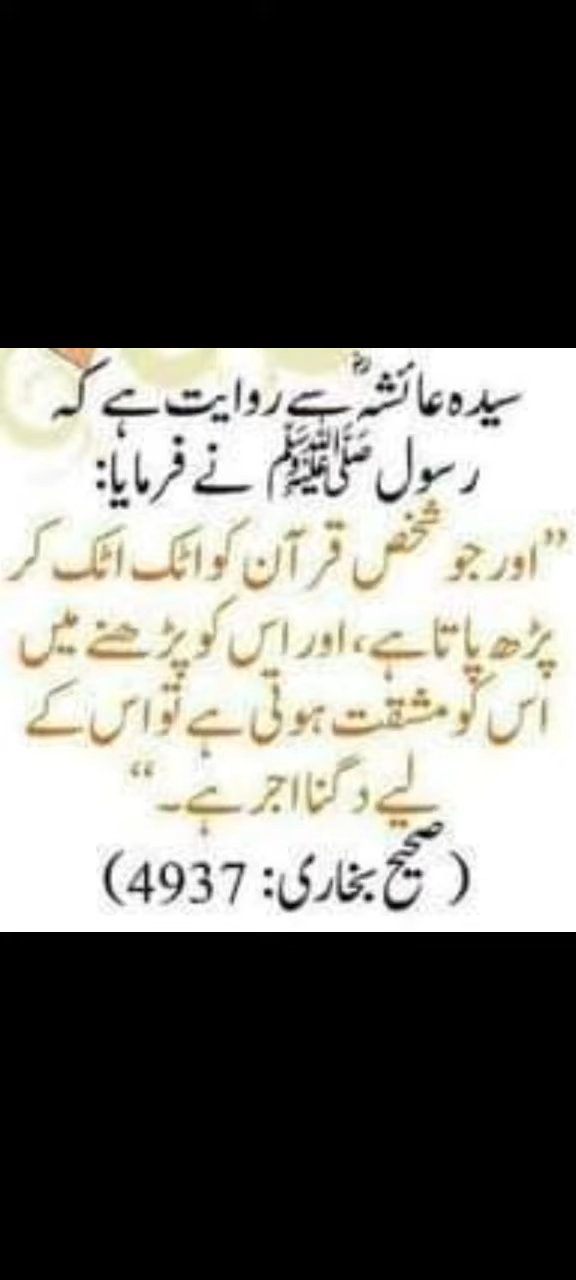 سیدہ عائشہؓ سے روایت ہے کہ
رسول ﷺ نے فرمایا:
”اور جو شخص قرآن کو اٹک اٹک کر
پڑھ پاتا ہے، اور اس کو پڑھنے میں
اس کو مشقت ہوتی ہے تو اس کے
لیے دگنا اجر ہے۔“
(صحیح بخاری: 4937)